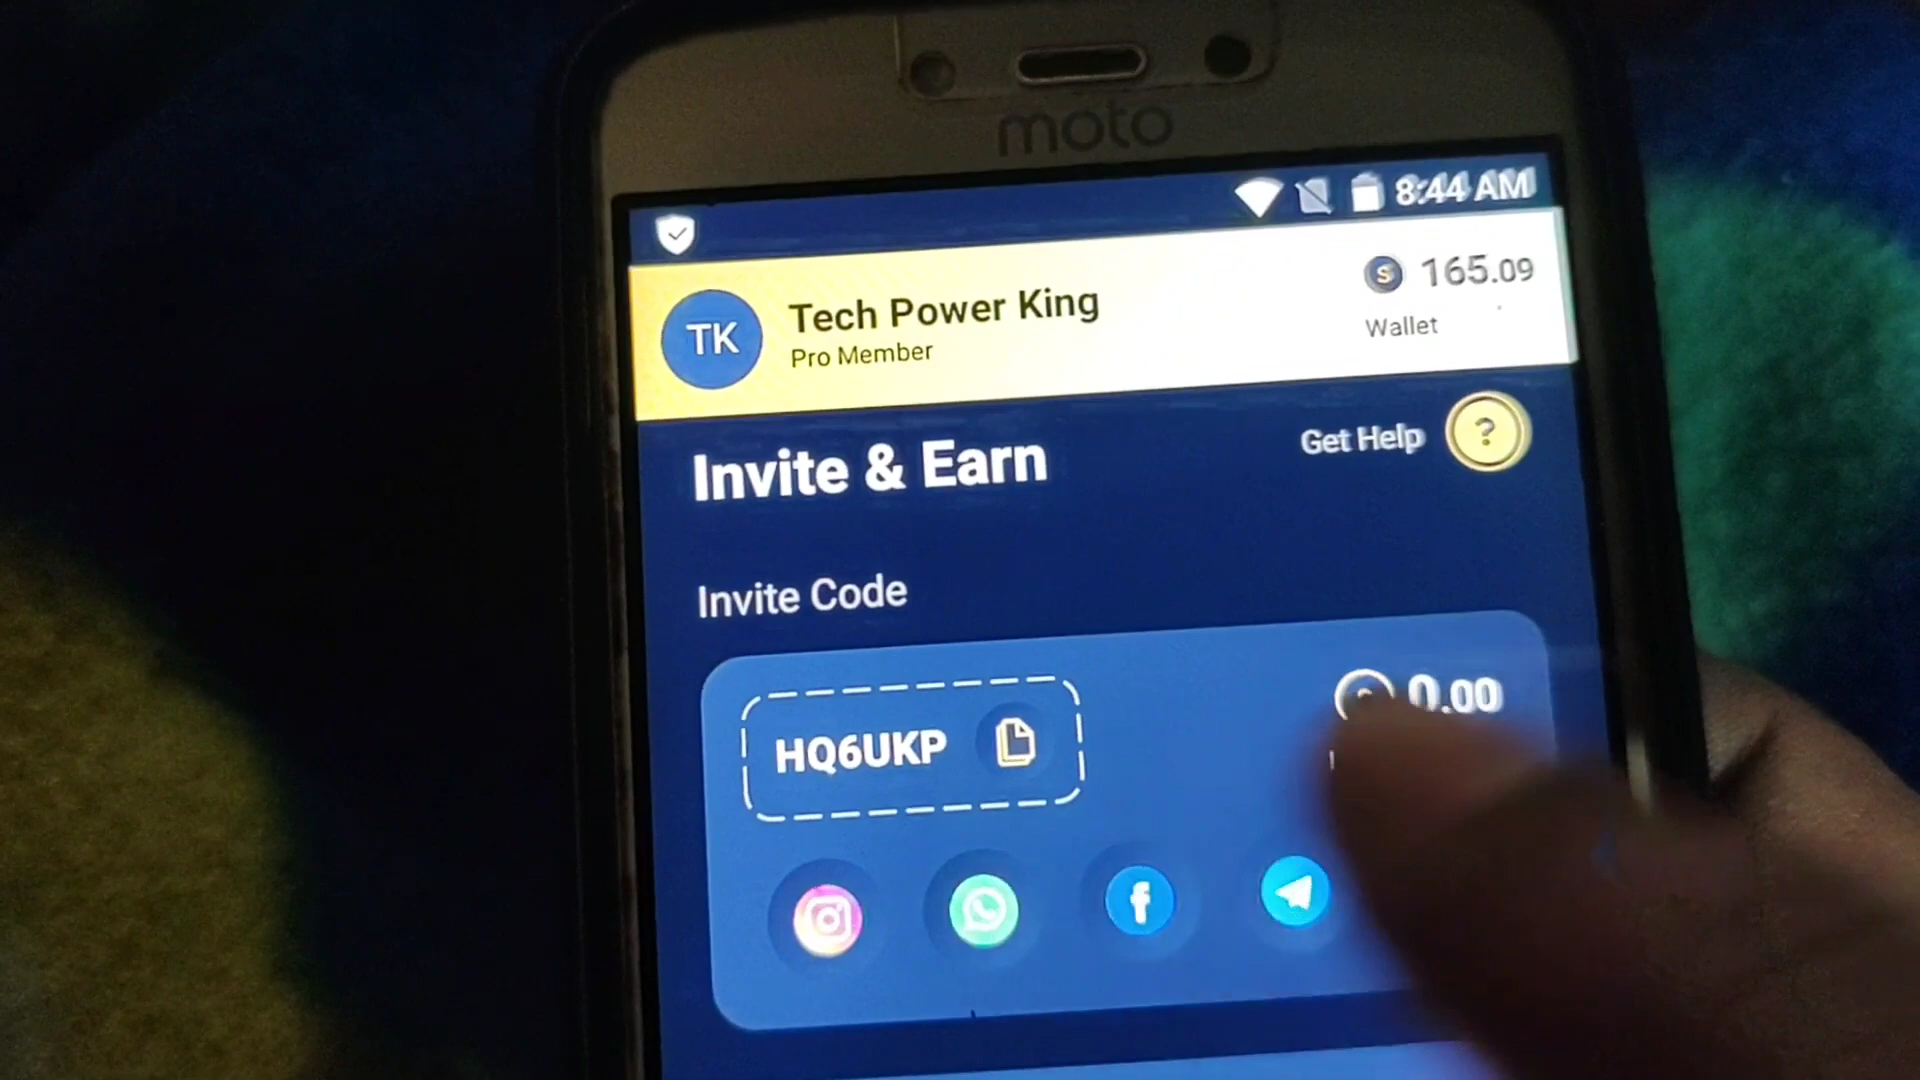 moto
8:44 AM
TK
Tech Power King
Pro Member
S 165.09
Wallet
Invite & Earn
Get Help ?
Invite Code
HQ6UKP
0.00